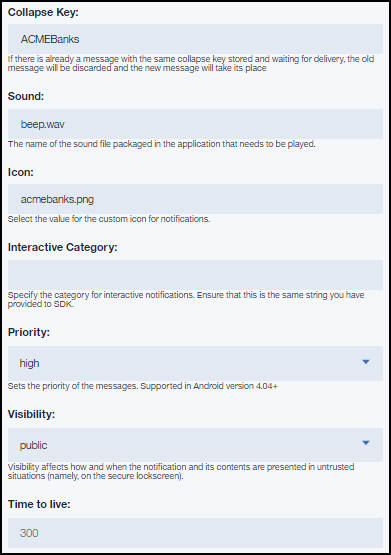 Collapse Key:
ACMEBanks
If there is already a message with the same collapse key stored and waiting for delivery, the old
message will be discarded and the new message will take its place
Sound:
beep.wav
The name of the sound file packaged in the application that needs to be played.
Icon:
acmebanks.png
Select the value for the custom icon for notifications.
Interactive Category:
Specify the category for interactive notifications. Ensure that this is the same string you have
provided to SDK.
Priority:
high
Sets the priority of the messages. Supported in Android version 4.04+
Visibility:
public
Visibility affects how and when the notification and its contents are presented in untrusted
situations (namely, on the secure lockscreen).
Time to live:
300